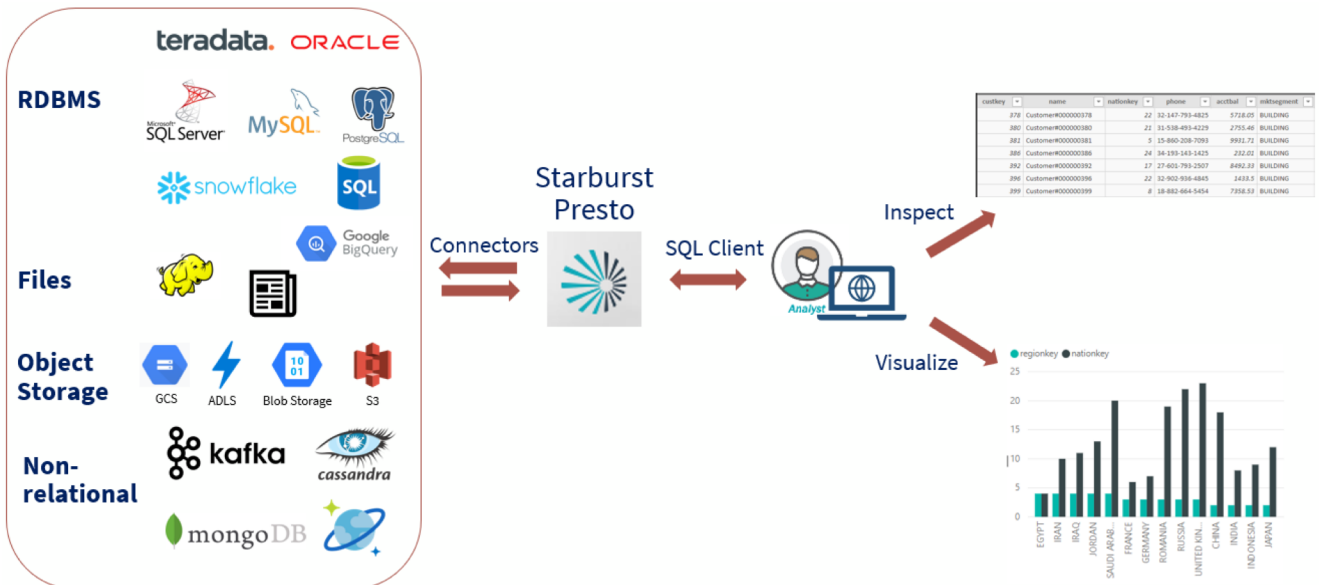 teradata. ORACLE
RDBMS
Microsoft®
SQL Server®
MySQL™
PostgreSQL
snowflake
SQL
Google
BigQuery
Files
Object
Storage
10
01
GCS
ADLS
Blob Storage
S3
Non-
relational
kafka
cassandra
mongoDB
Connectors
Starburst
Presto
SQL Client
Analyst
Inspect
Visualize
custkey name nationkey phone acctbal mktsegment
378 Customer#000000378 22 32-147-793-4825 5718.05 BUILDING
380 Customer#000000380 21 31-538-493-4229 2755.46 BUILDING
381 Customer#000000381 5 15-860-208-7093 9931.71 BUILDING
386 Customer#000000386 24 34-193-143-1425 232.01 BUILDING
392 Customer#000000392 17 27-601-793-2507 8492.33 BUILDING
396 Customer#000000396 22 32-902-936-4845 1433.5 BUILDING
399 Customer#000000399 8 18-882-664-5454 7358.53 BUILDING
regionkey nationkey
25
20
15
10
5
0
EGYPT
IRAN
IRAQ
JORDAN
SAUDI ARAB...
FRANCE
GERMANY
ROMANIA
RUSSIA
UNITED KIN...
CHINA
INDIA
INDONESIA
JAPAN